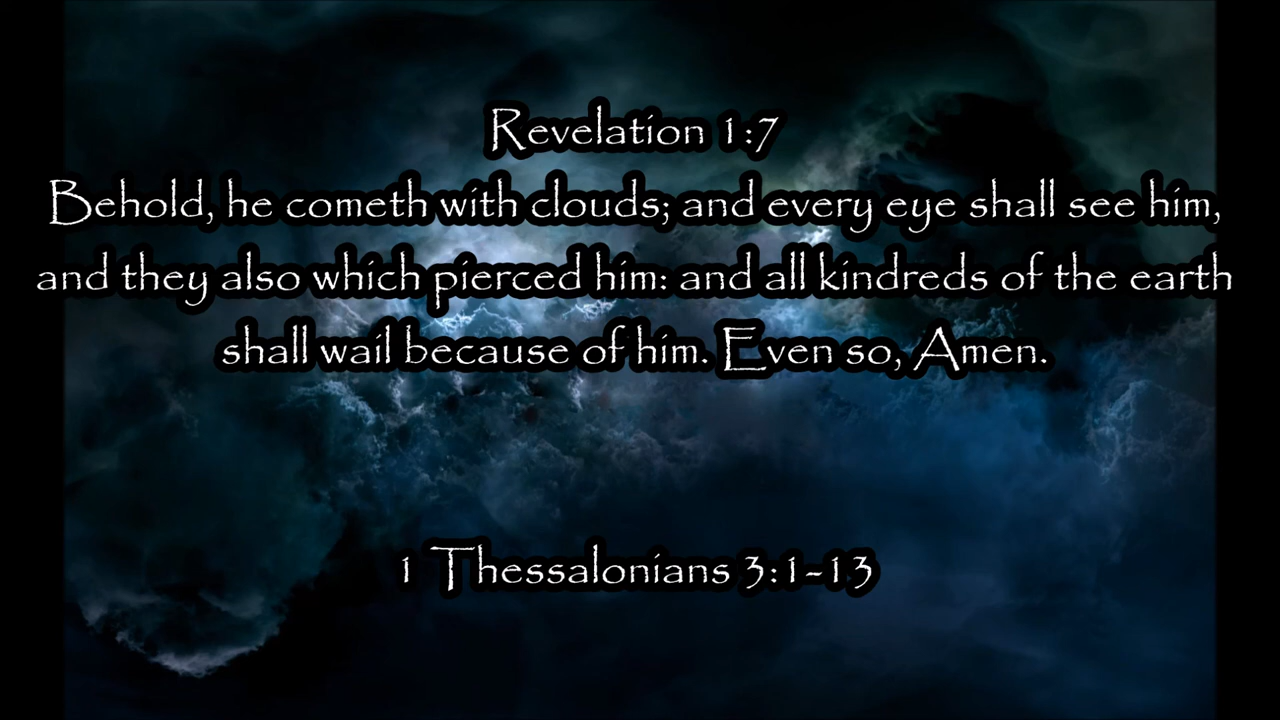 Revelation 1:7
Behold, he cometh with clouds; and every eye shall see him,
and they also which pierced him: and all kindreds of the earth
shall wail because of him. Even so, Amen.
1 Thessalonians 3:1-13